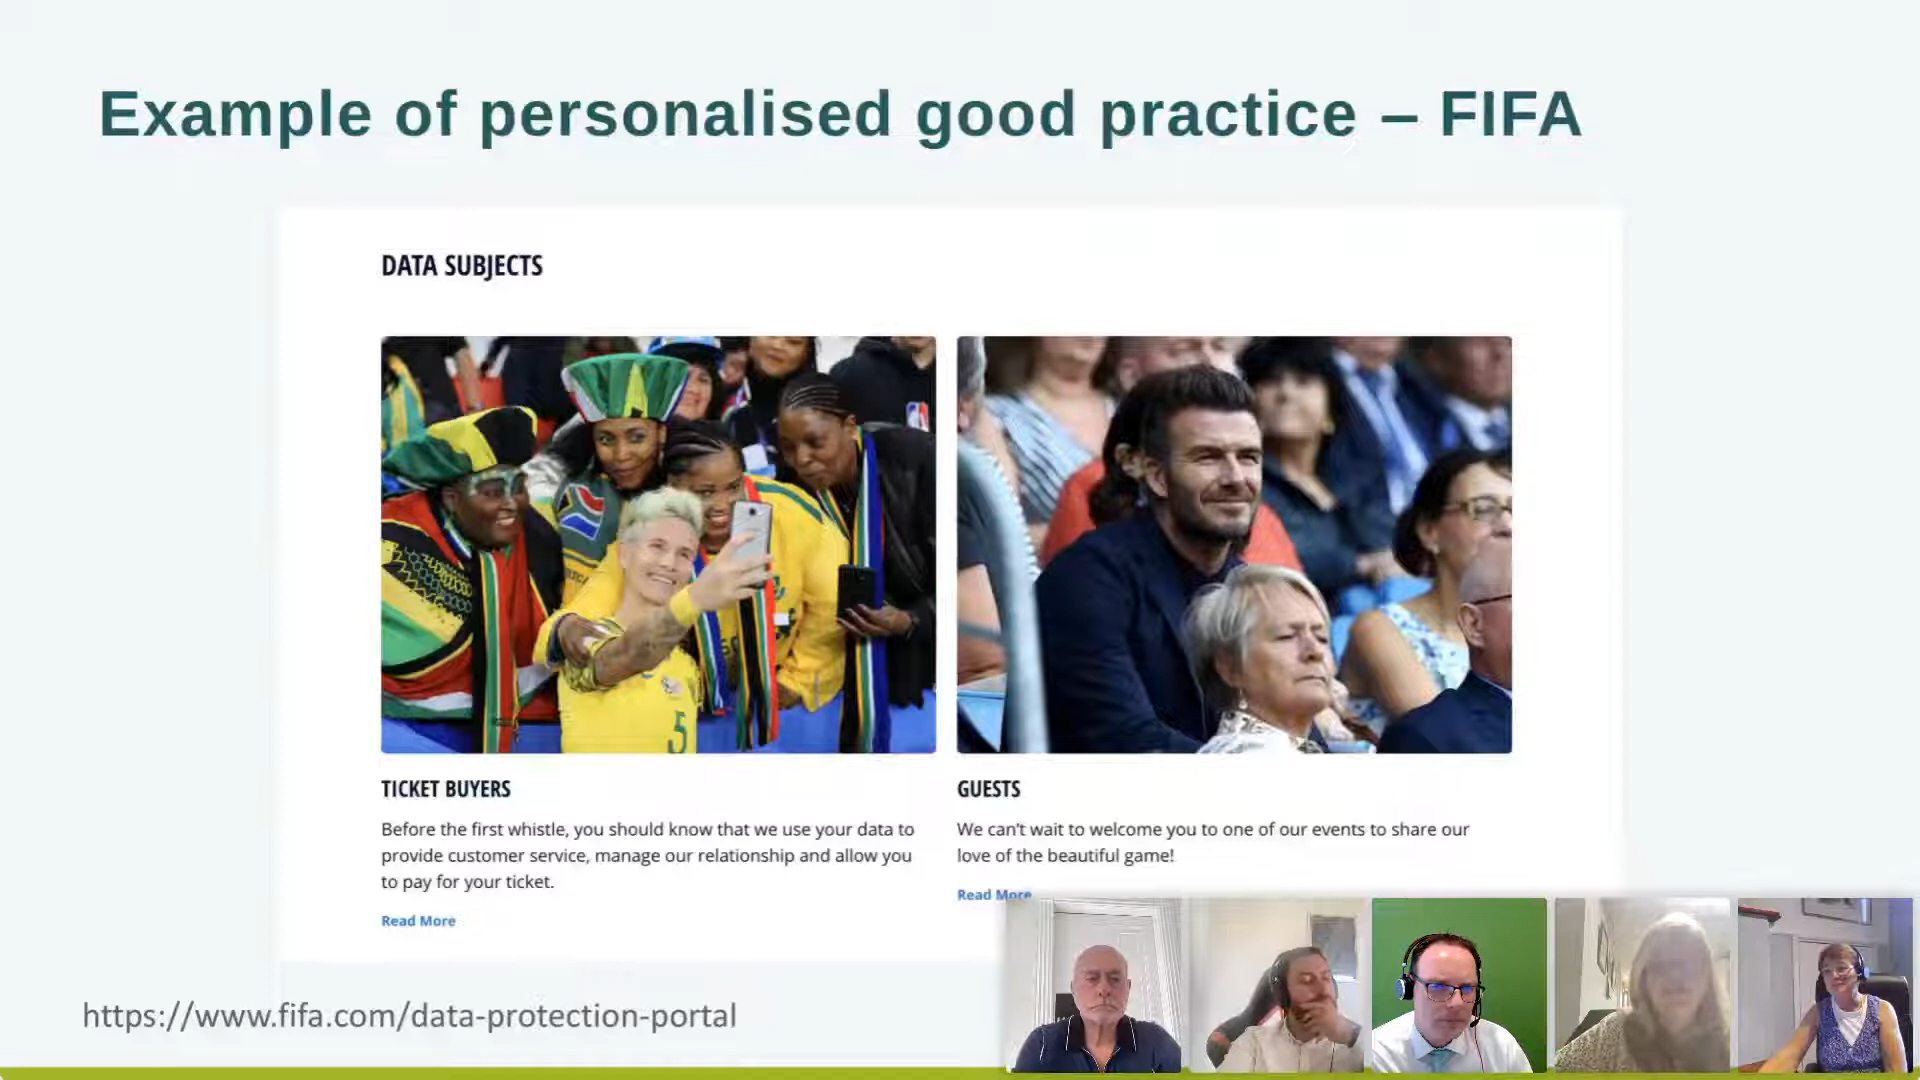 Example of personalised good practice – FIFA
DATA SUBJECTS
5
TICKET BUYERS
Before the first whistle, you should know that we use your data to
provide customer service, manage our relationship and allow you
to pay for your ticket.
Read More
GUESTS
We can't wait to welcome you to one of our events to share our
love of the beautiful game!
Read More
https://www.fifa.com/data-protection-portal